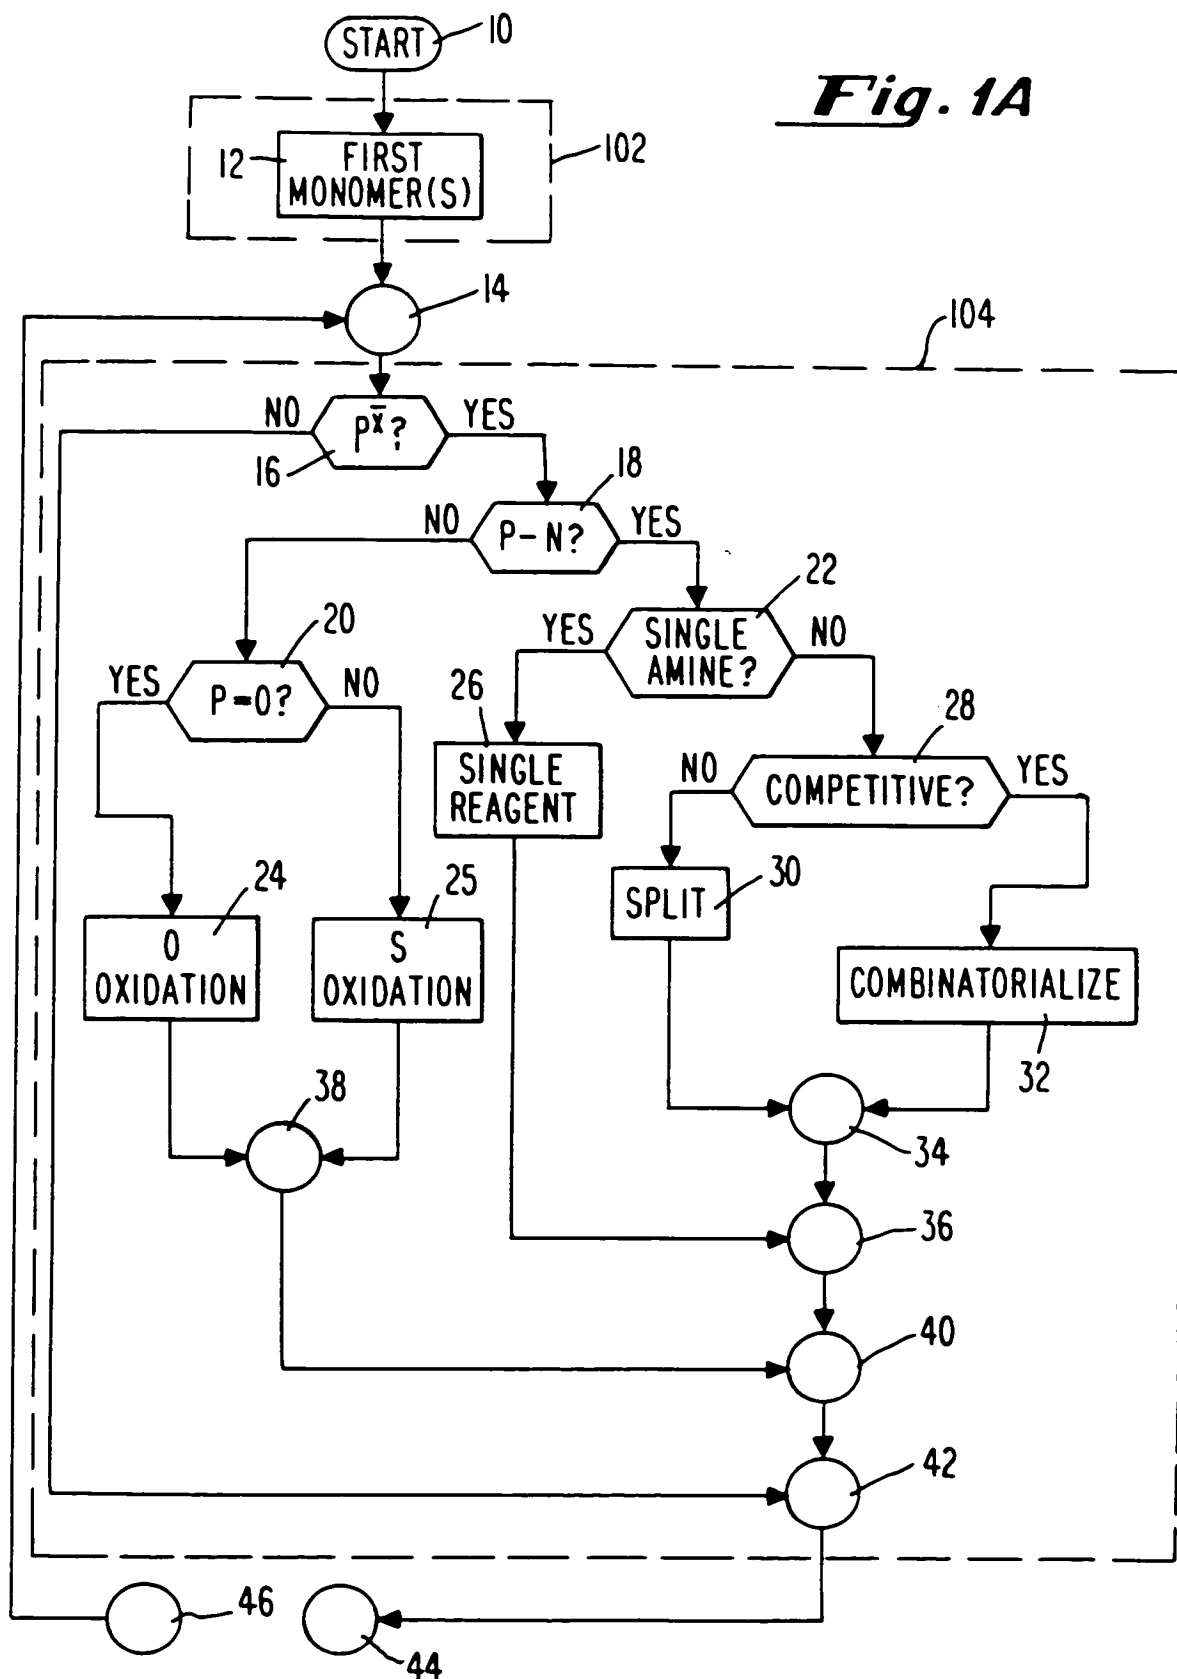 START
10
Fig. 1A
12
FIRST
MONOMER(S)
102
14
104
NO
P x̅ ?
YES
16
18
NO
P-N?
YES
22
20
YES
SINGLE
AMINE?
NO
YES
P=O?
NO
26
28
SINGLE
REAGENT
NO
COMPETITIVE?
YES
24
25
30
SPLIT
O
OXIDATION
S
OXIDATION
COMBINATORIALIZE
32
38
34
36
40
42
46
44